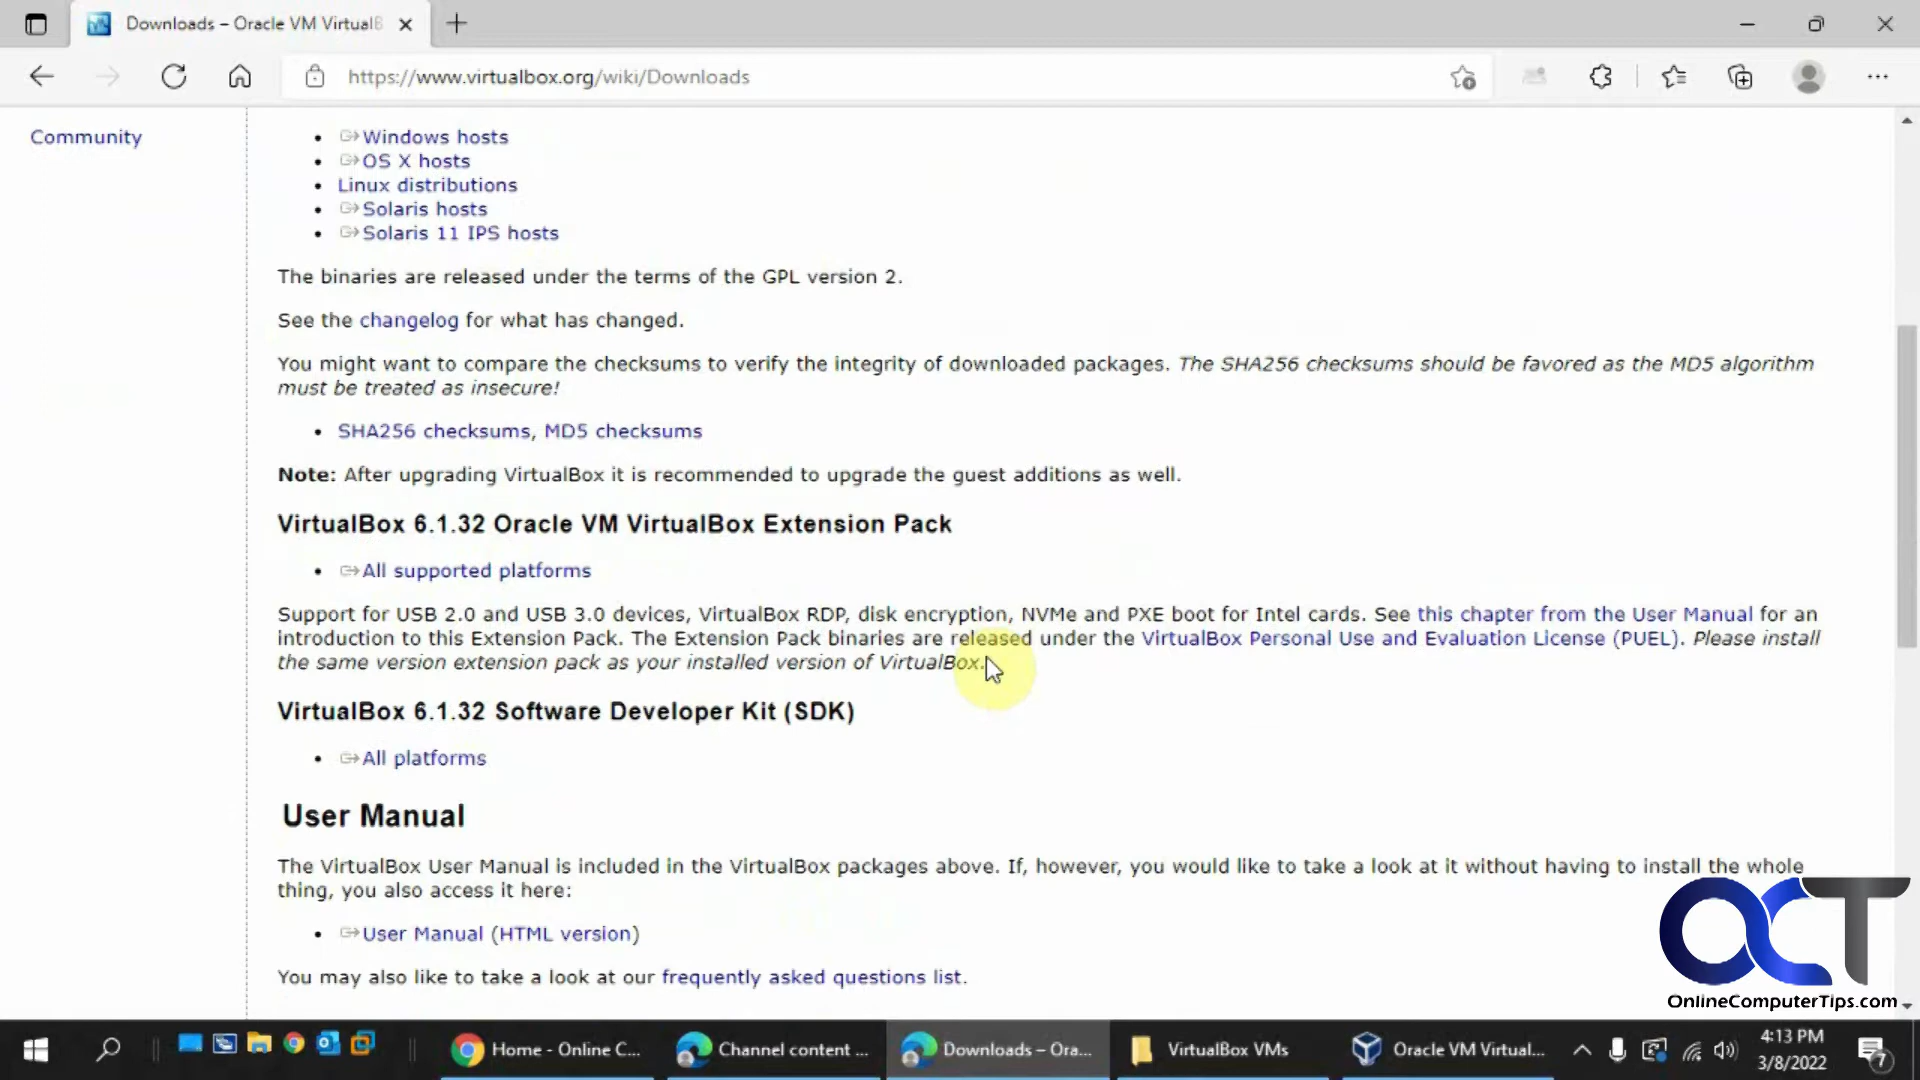 Downloads – Oracle VM VirtualB
https://www.virtualbox.org/wiki/Downloads
Community
Windows hosts
OS X hosts
Linux distributions
Solaris hosts
Solaris 11 IPS hosts
The binaries are released under the terms of the GPL version 2.
See the changelog for what has changed.
You might want to compare the checksums to verify the integrity of downloaded packages. The SHA256 checksums should be favored as the MD5 algorithm
must be treated as insecure!
SHA256 checksums, MD5 checksums
Note: After upgrading VirtualBox it is recommended to upgrade the guest additions as well.
VirtualBox 6.1.32 Oracle VM VirtualBox Extension Pack
All supported platforms
Support for USB 2.0 and USB 3.0 devices, VirtualBox RDP, disk encryption, NVMe and PXE boot for Intel cards. See this chapter from the User Manual for an
introduction to this Extension Pack. The Extension Pack binaries are released under the VirtualBox Personal Use and Evaluation License (PUEL). Please install
the same version extension pack as your installed version of VirtualBox.
VirtualBox 6.1.32 Software Developer Kit (SDK)
All platforms
User Manual
The VirtualBox User Manual is included in the VirtualBox packages above. If, however, you would like to take a look at it without having to install the whole
thing, you also access it here:
User Manual (HTML version)
You may also like to take a look at our frequently asked questions list.
OCT
OnlineComputerTips.com
Home - Online C...
Channel content ...
Downloads – Ora...
VirtualBox VMs
Oracle VM Virtual...
4:13 PM
3/8/2022
7